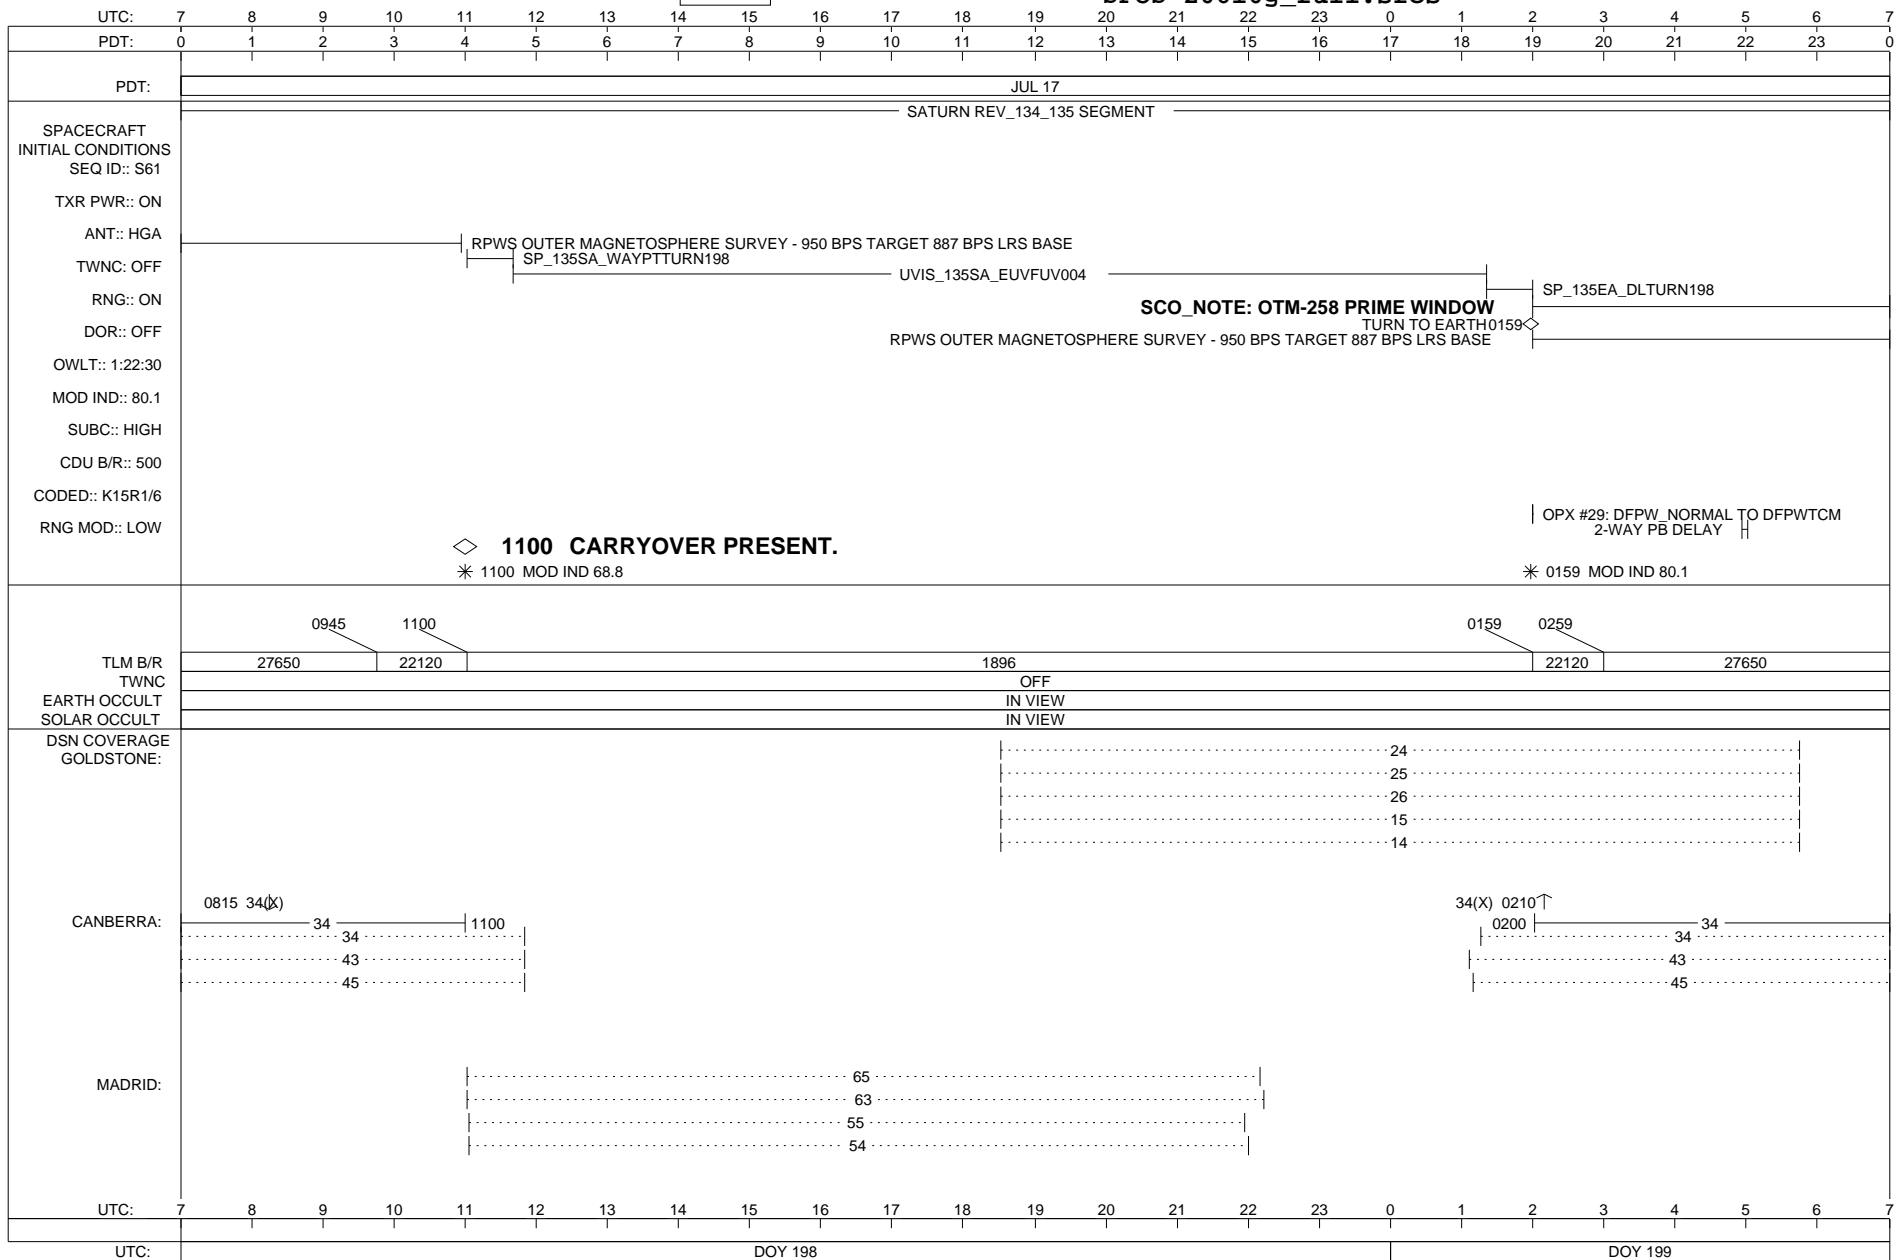 UTC: 7 8 9 10 11 12 13 14 15 16 17 18 19 20 21 22 23 0 1 2 3 4 5 6 7
PDT: 0 1 2 3 4 5 6 7 8 9 10 11 12 13 14 15 16 17 18 19 20 21 22 23 0
PDT: JUL 17
SATURN REV_134_135 SEGMENT
SPACECRAFT
INITIAL CONDITIONS
SEQ ID:: S61
TXR PWR:: ON
ANT:: HGA
RPWS OUTER MAGNETOSPHERE SURVEY - 950 BPS TARGET 887 BPS LRS BASE
SP_135SA_WAYPTTURN198
TWNC: OFF
UVIS_135SA_EUVFUV004
SP_135EA_DLTURN198
RNG:: ON
SCO_NOTE: OTM-258 PRIME WINDOW
TURN TO EARTH 0159
DOR:: OFF
RPWS OUTER MAGNETOSPHERE SURVEY - 950 BPS TARGET 887 BPS LRS BASE
OWLT:: 1:22:30
MOD IND:: 80.1
SUBC:: HIGH
CDU B/R:: 500
CODED:: K15R1/6
OPX #29: DFPW_NORMAL TO DFPWTCM
RNG MOD:: LOW
2-WAY PB DELAY
1100 CARRYOVER PRESENT.
1100 MOD IND 68.8
0159 MOD IND 80.1
0945 1100 0159 0259
TLM B/R 27650 22120 1896 22120 27650
TWNC OFF
EARTH OCCULT IN VIEW
SOLAR OCCULT IN VIEW
DSN COVERAGE
GOLDSTONE:
24
25
26
15
14
0815 34(X) 34(X) 0210
CANBERRA: 34 1100 0200 34
34 34
43 43
45 45
MADRID: 65
63
55
54
UTC: 7 8 9 10 11 12 13 14 15 16 17 18 19 20 21 22 23 0 1 2 3 4 5 6 7
UTC: DOY 198 DOY 199